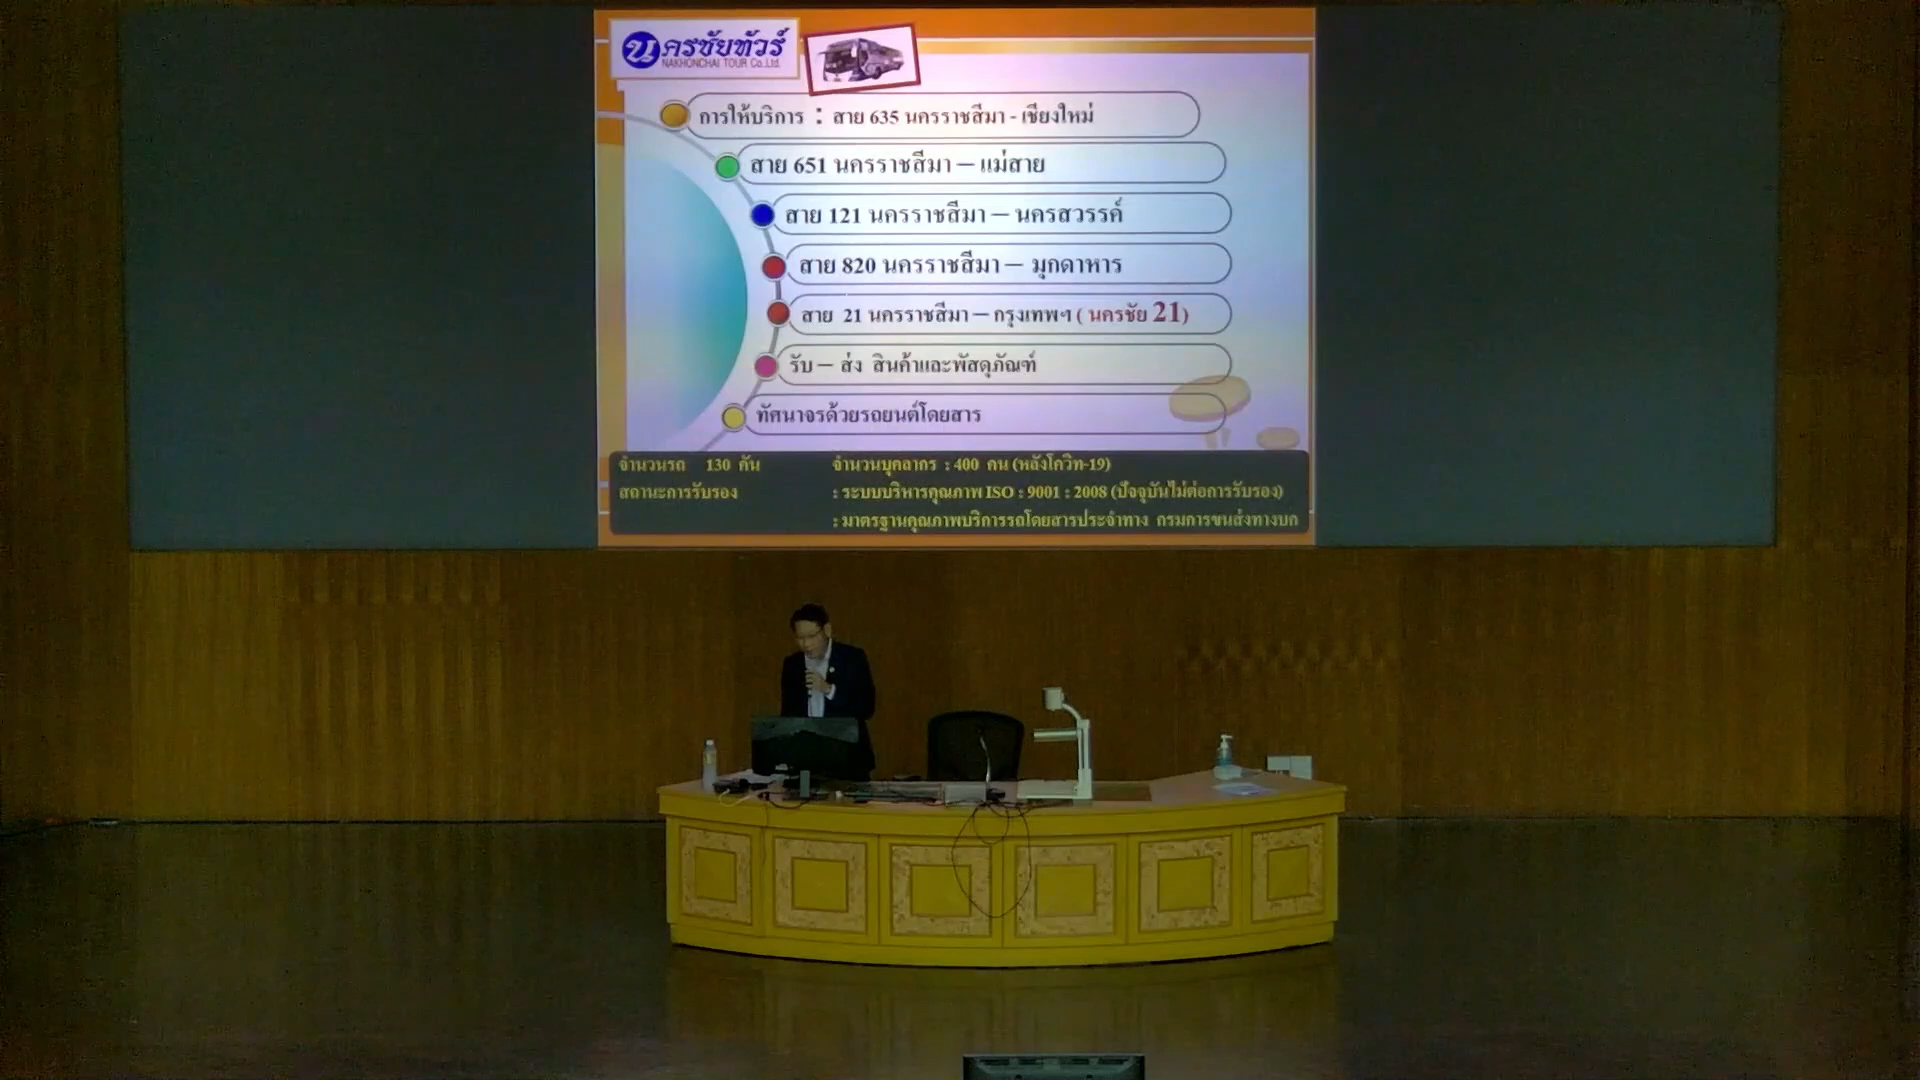 นครชัยทัวร์
NAKHONCHAI TOUR Co.,Ltd.
การให้บริการ : สาย 635 นครราชสีมา - เชียงใหม่
สาย 651 นครราชสีมา – แม่สาย
สาย 121 นครราชสีมา – นครสวรรค์
สาย 820 นครราชสีมา – มุกดาหาร
สาย 21 นครราชสีมา – กรุงเทพฯ ( นครชัย 21)
รับ – ส่ง สินค้าและพัสดุภัณฑ์
ทัศนาจรด้วยรถยนต์โดยสาร
จำนวนรถ 130 คัน จำนวนบุคลากร : 400 คน (หลังโควิท-19)
สถานะการรับรอง : ระบบบริหารคุณภาพ ISO : 9001 : 2008 (ปัจจุบันไม่ต่อการรับรอง)
: มาตรฐานคุณภาพบริการรถโดยสารประจำทาง กรมการขนส่งทางบก